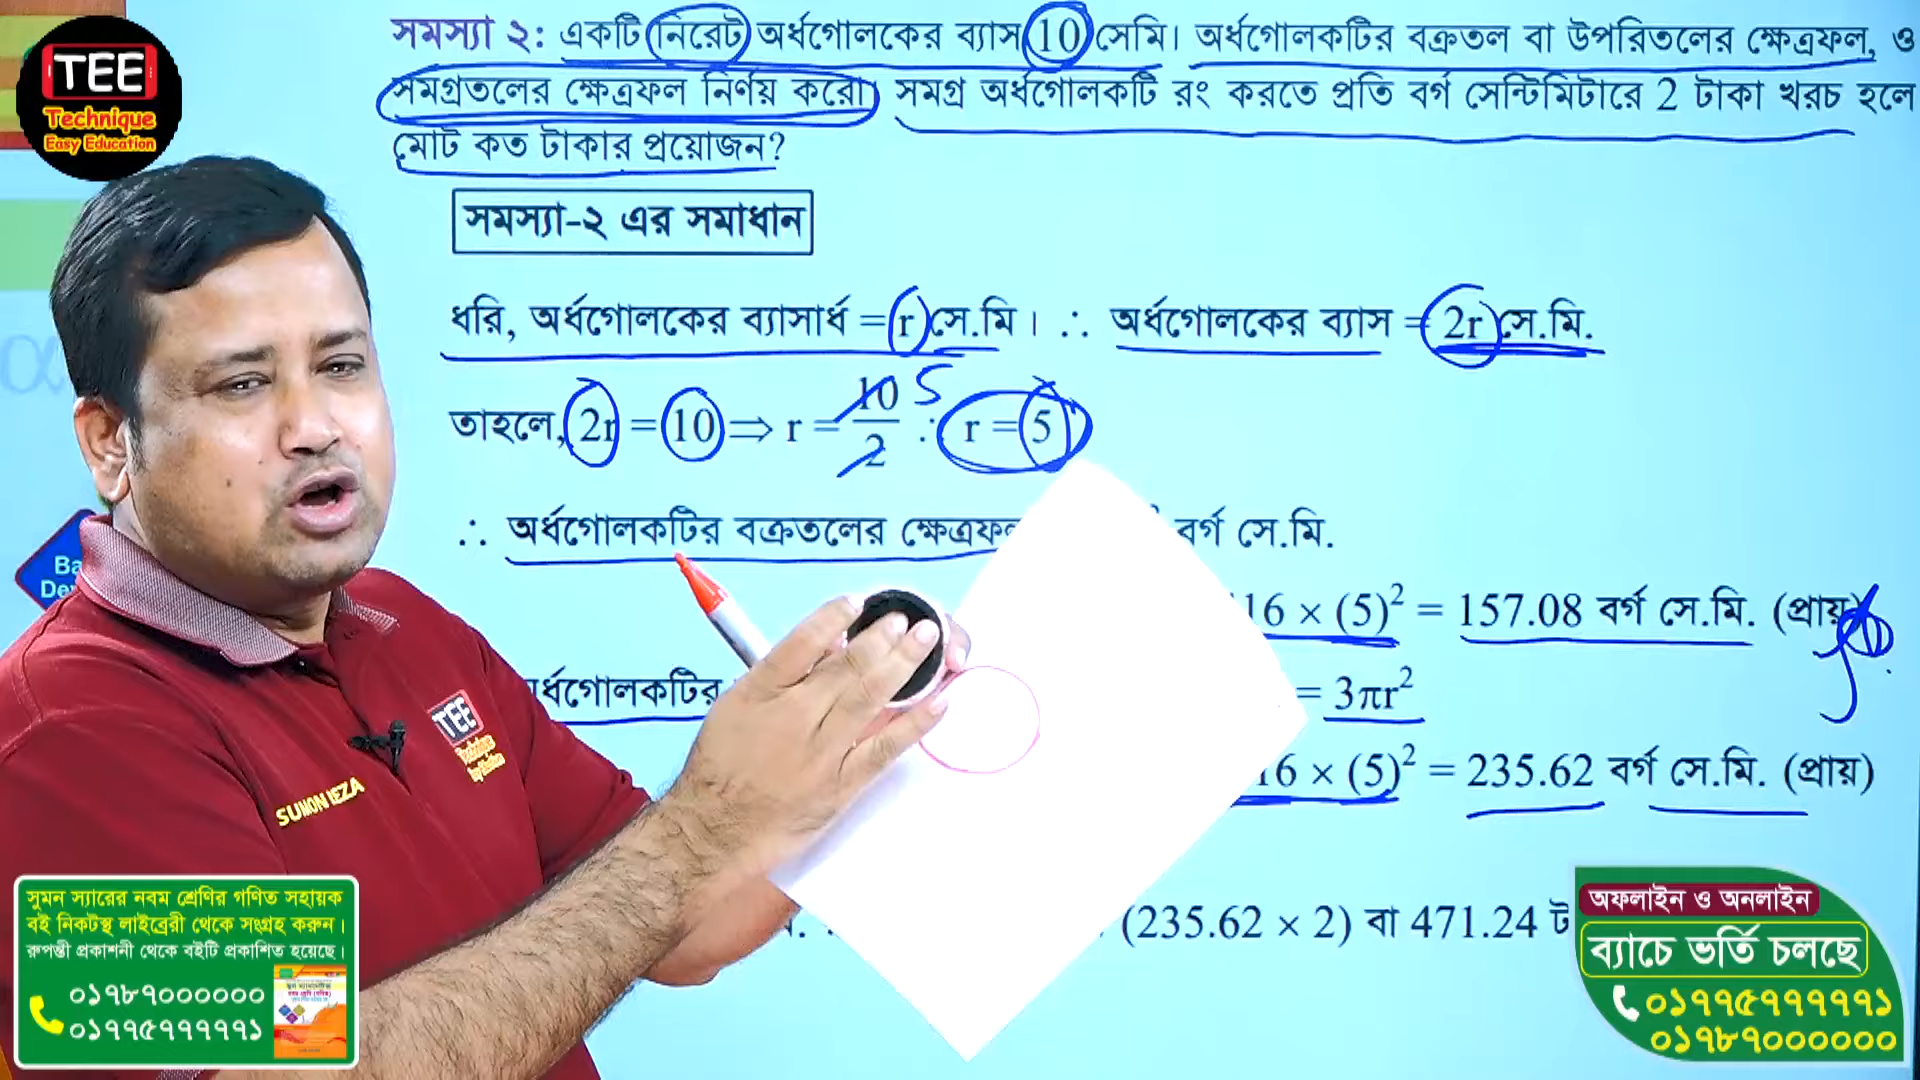 TEE
Technique
Easy Education
সমস্যা ২: একটি নিরেট অর্ধগোলকের ব্যাস 10 সেমি। অর্ধগোলকটির বক্রতল বা উপরিতলের ক্ষেত্রফল, ও
সমগ্রতলের ক্ষেত্রফল নির্ণয় করো। সমগ্র অর্ধগোলকটি রং করতে প্রতি বর্গ সেন্টিমিটারে 2 টাকা খরচ হলে
মোট কত টাকার প্রয়োজন?
সমস্যা-২ এর সমাধান
ধরি, অর্ধগোলকের ব্যাসার্ধ = r সে.মি। ∴ অর্ধগোলকের ব্যাস = 2r সে.মি.
তাহলে, 2r = 10 ⇒ r = 10/2 5 ∴ r = 5
∴ অর্ধগোলকটির বক্রতলের ক্ষেত্রফল বর্গ সে.মি.
16 × (5)² = 157.08 বর্গ সে.মি. (প্রায়)
অর্ধগোলকটির = 3πr²
16 × (5)² = 235.62 বর্গ সে.মি. (প্রায়)
(235.62 × 2) বা 471.24 ট
TEE
Technique
SUMON REZA
সুমন স্যারের নবম শ্রেণির গণিত সহায়ক
বই নিকটস্থ লাইব্রেরী থেকে সংগ্রহ করুন।
রুপন্তী প্রকাশনী থেকে বইটি প্রকাশিত হয়েছে।
০১৭৮৭০০০০০০
০১৭৭৫৭৭৭৭৭১
অফলাইন ও অনলাইন
ব্যাচে ভর্তি চলছে
০১৭৭৫৭৭৭৭৭১
০১৭৮৭০০০০০০